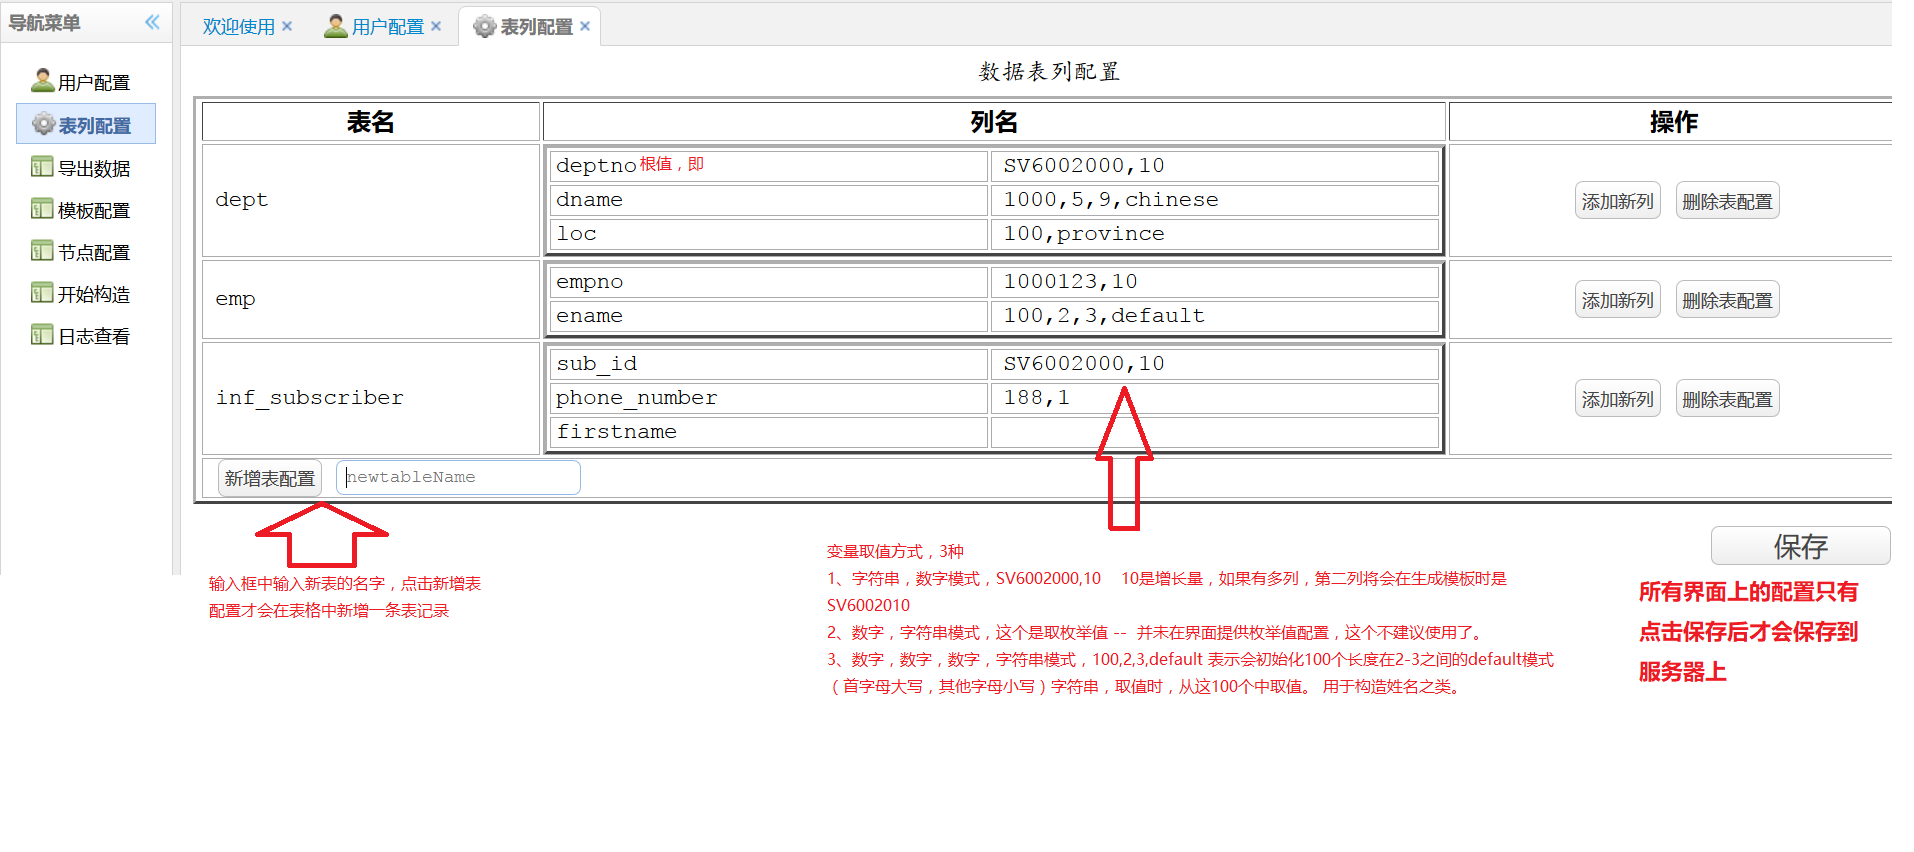 导航菜单
用户配置
表列配置
导出数据
模板配置
节点配置
开始构造
日志查看
欢迎使用 用户配置 表列配置
数据表列配置
表名 列名 操作
dept
deptno根值，即 SV6002000,10
dname 1000,5,9,chinese
loc 100,province
添加新列 删除表配置
emp
empno 1000123,10
ename 100,2,3,default
添加新列 删除表配置
inf_subscriber
sub_id SV6002000,10
phone_number 188,1
firstname
添加新列 删除表配置
新增表配置 newtableName
保存
输入框中输入新表的名字，点击新增表
配置才会在表格中新增一条表记录
变量取值方式，3种
1、字符串，数字模式，SV6002000,10 10是增长量，如果有多列，第二列将会在生成模板时是
SV6002010
2、数字，字符串模式，这个是取枚举值 -- 并未在界面提供枚举值配置，这个不建议使用了。
3、数字，数字，数字，字符串模式，100,2,3,default 表示会初始化100个长度在2-3之间的default模式
（首字母大写，其他字母小写）字符串，取值时，从这100个中取值。 用于构造姓名之类。
所有界面上的配置只有
点击保存后才会保存到
服务器上